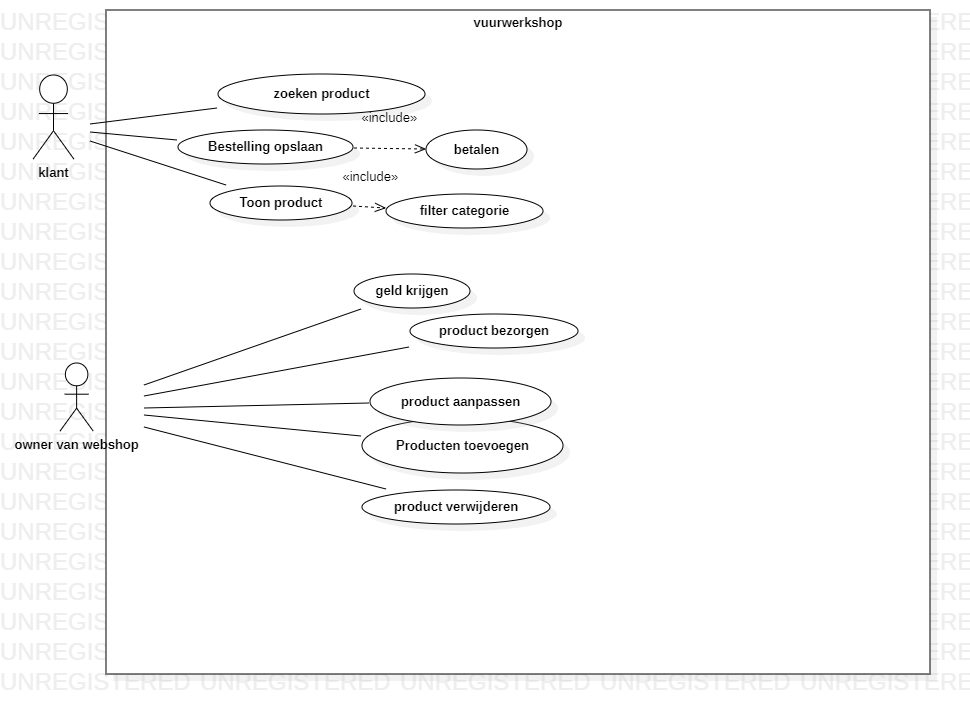 vuurwerkshop
zoeken product
«include»
Bestelling opslaan
betalen
klant
«include»
Toon product
filter categorie
geld krijgen
product bezorgen
product aanpassen
owner van webshop
Producten toevoegen
product verwijderen
UNREGISTERED UNREGISTERED UNREGISTERED UNREGISTERED UNREGISTERE